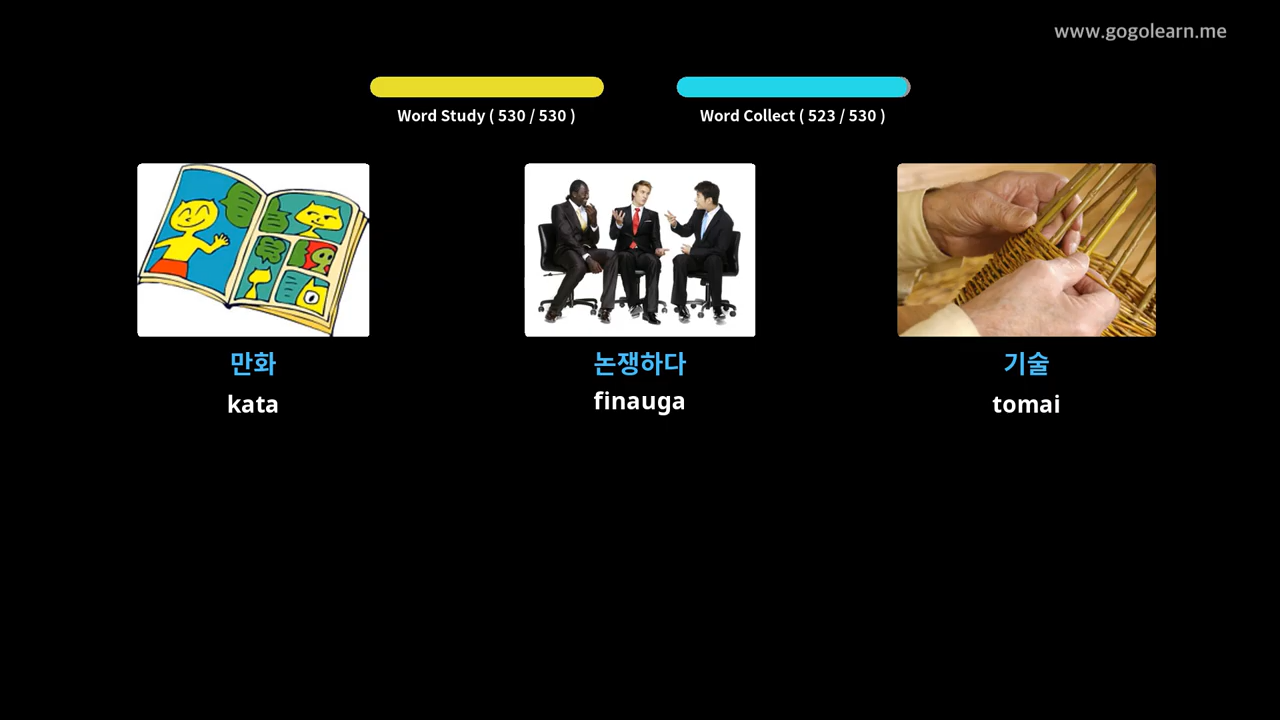 www.gogolearn.me
Word Study ( 530 / 530 )
Word Collect ( 523 / 530 )
만화
논쟁하다
기술
kata
finauga
tomai